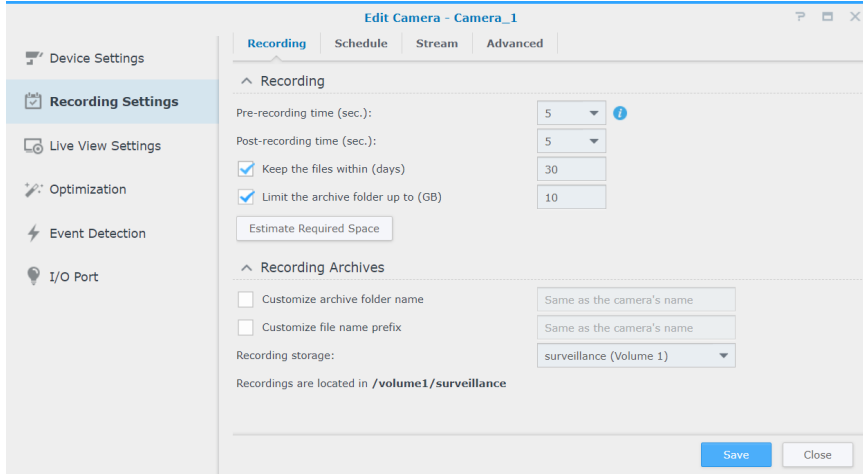 Edit Camera - Camera_1
Device Settings
Recording Settings
Live View Settings
Optimization
Event Detection
I/O Port
Recording Schedule Stream Advanced
Recording
Pre-recording time (sec.): 5
Post-recording time (sec.): 5
Keep the files within (days) 30
Limit the archive folder up to (GB) 10
Estimate Required Space
Recording Archives
Customize archive folder name Same as the camera's name
Customize file name prefix Same as the camera's name
Recording storage: surveillance (Volume 1)
Recordings are located in /volume1/surveillance
Save Close